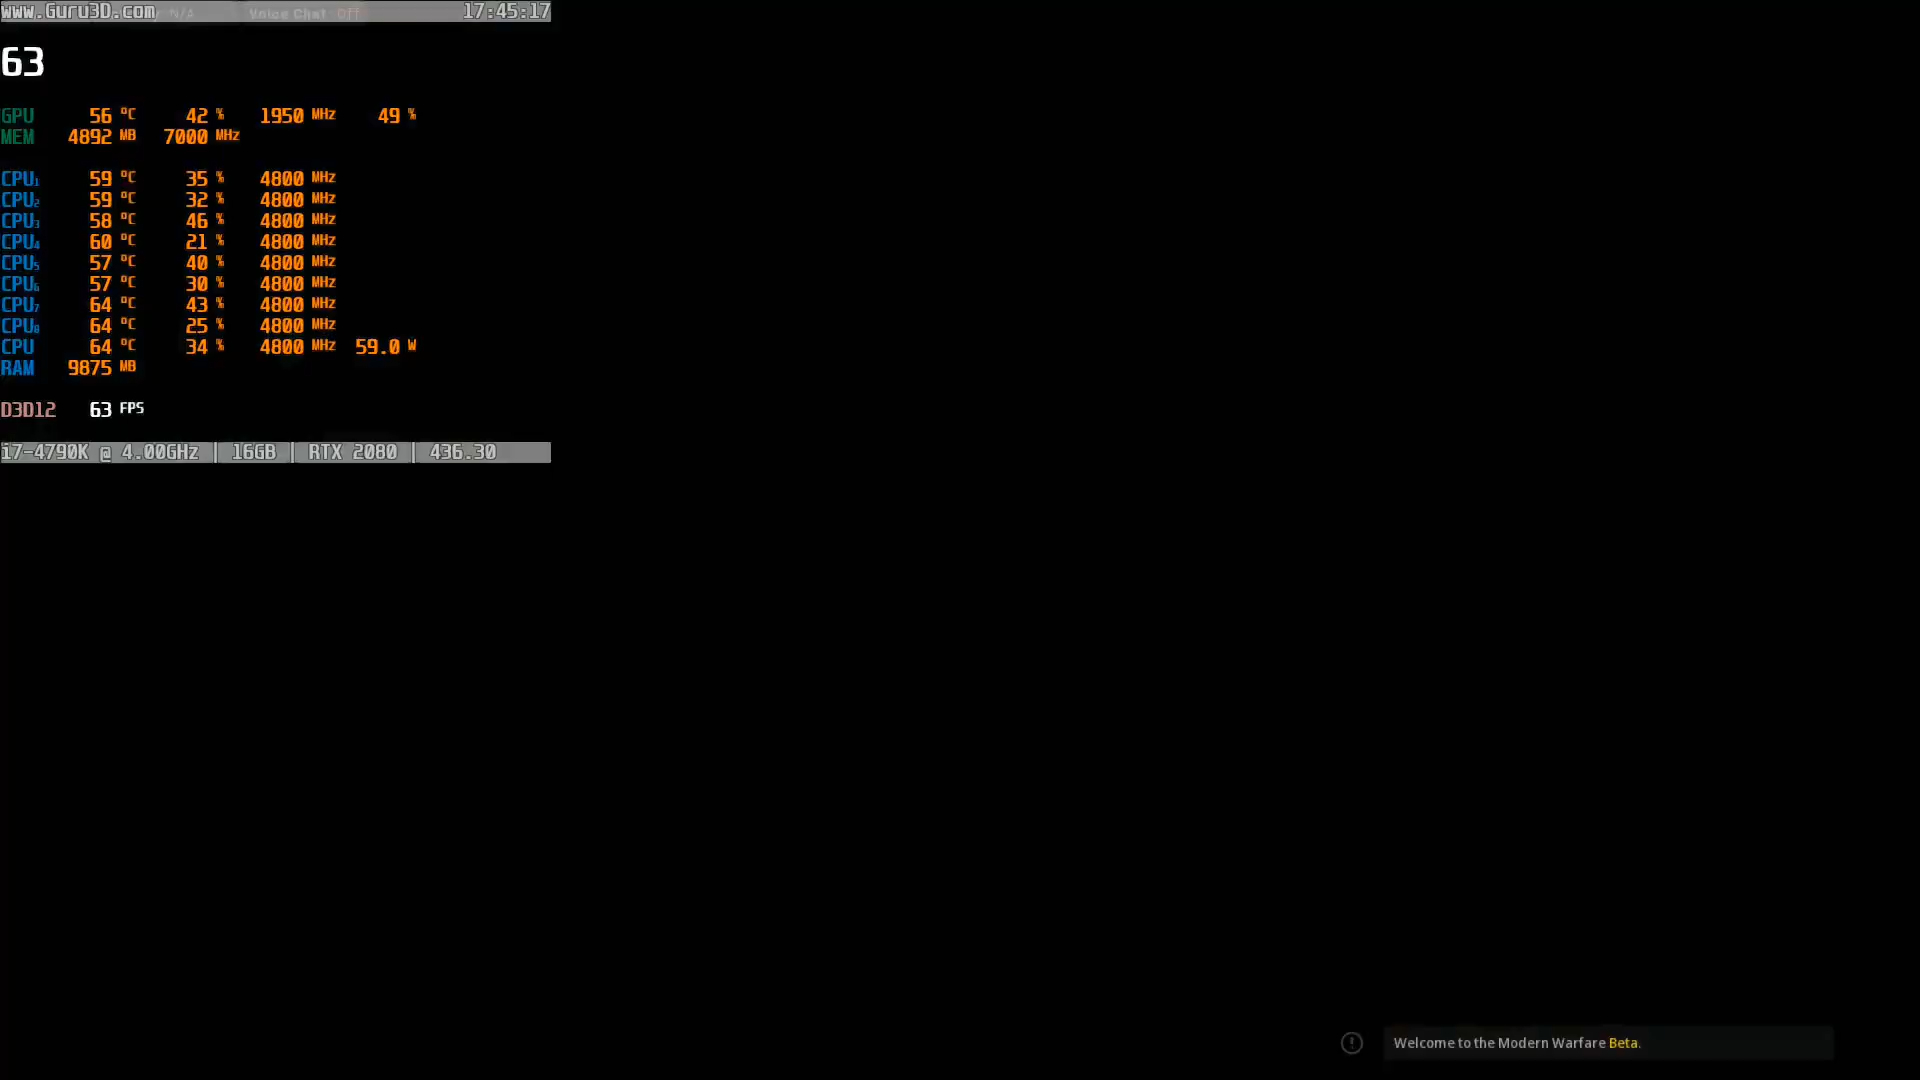 www.Guru3D.com N/A Voice Chat Off 17:45:17
63
GPU 56 °C 42 % 1950 MHz 49 %
MEM 4892 MB 7000 MHz
CPU1 59 °C 35 % 4800 MHz
CPU2 59 °C 32 % 4800 MHz
CPU3 58 °C 46 % 4800 MHz
CPU4 60 °C 21 % 4800 MHz
CPU5 57 °C 40 % 4800 MHz
CPU6 57 °C 30 % 4800 MHz
CPU7 64 °C 43 % 4800 MHz
CPU8 64 °C 25 % 4800 MHz
CPU 64 °C 34 % 4800 MHz 59.0 W
RAM 9875 MB
D3D12 63 FPS
i7-4790K @ 4.00GHz | 16GB | RTX 2080 | 436.30
Welcome to the Modern Warfare Beta.